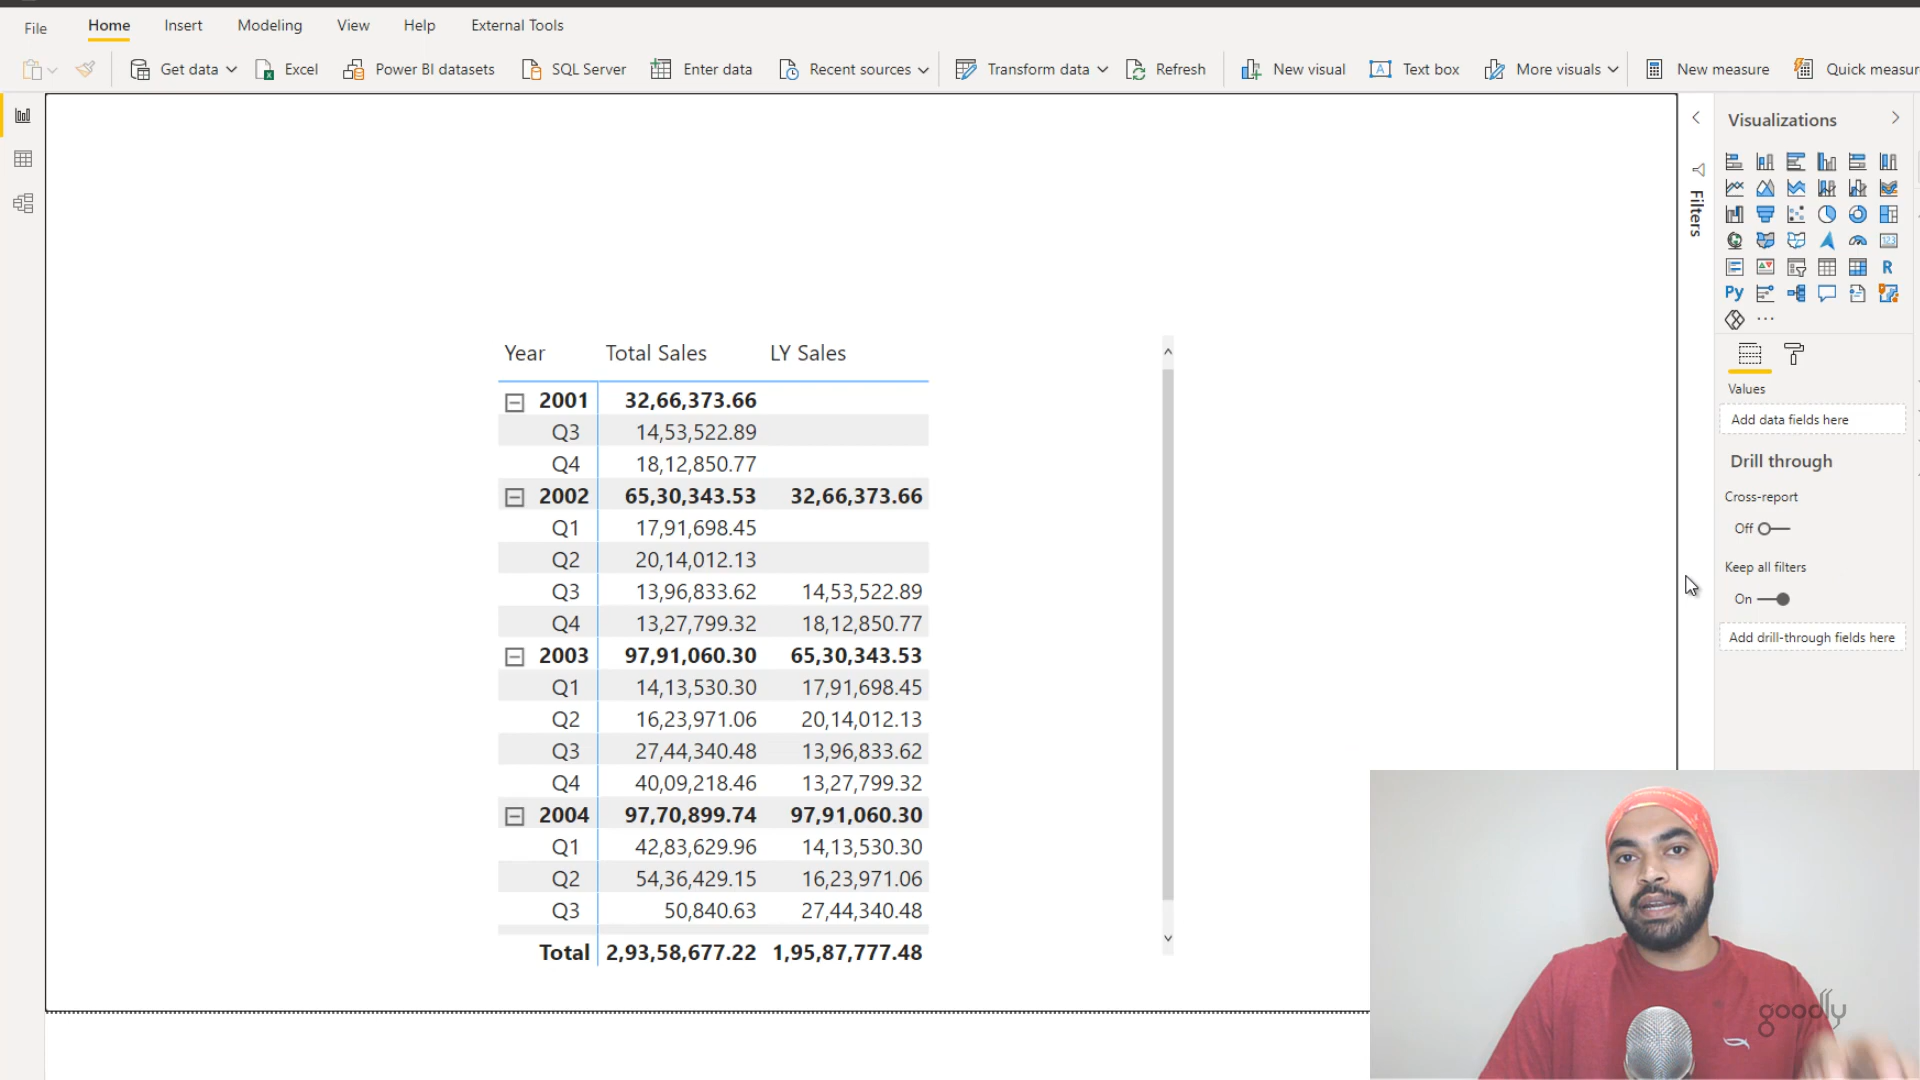 File Home Insert Modeling View Help External Tools
Get data Excel Power BI datasets SQL Server Enter data Recent sources Transform data Refresh New visual Text box More visuals New measure Quick measur
Filters
Visualizations
R
Py
Values
Add data fields here
Drill through
Cross-report
Off
Keep all filters
On
Add drill-through fields here
Year Total Sales LY Sales
2001 32,66,373.66
Q3 14,53,522.89
Q4 18,12,850.77
2002 65,30,343.53 32,66,373.66
Q1 17,91,698.45
Q2 20,14,012.13
Q3 13,96,833.62 14,53,522.89
Q4 13,27,799.32 18,12,850.77
2003 97,91,060.30 65,30,343.53
Q1 14,13,530.30 17,91,698.45
Q2 16,23,971.06 20,14,012.13
Q3 27,44,340.48 13,96,833.62
Q4 40,09,218.46 13,27,799.32
2004 97,70,899.74 97,91,060.30
Q1 42,83,629.96 14,13,530.30
Q2 54,36,429.15 16,23,971.06
Q3 50,840.63 27,44,340.48
Total 2,93,58,677.22 1,95,87,777.48
goodly